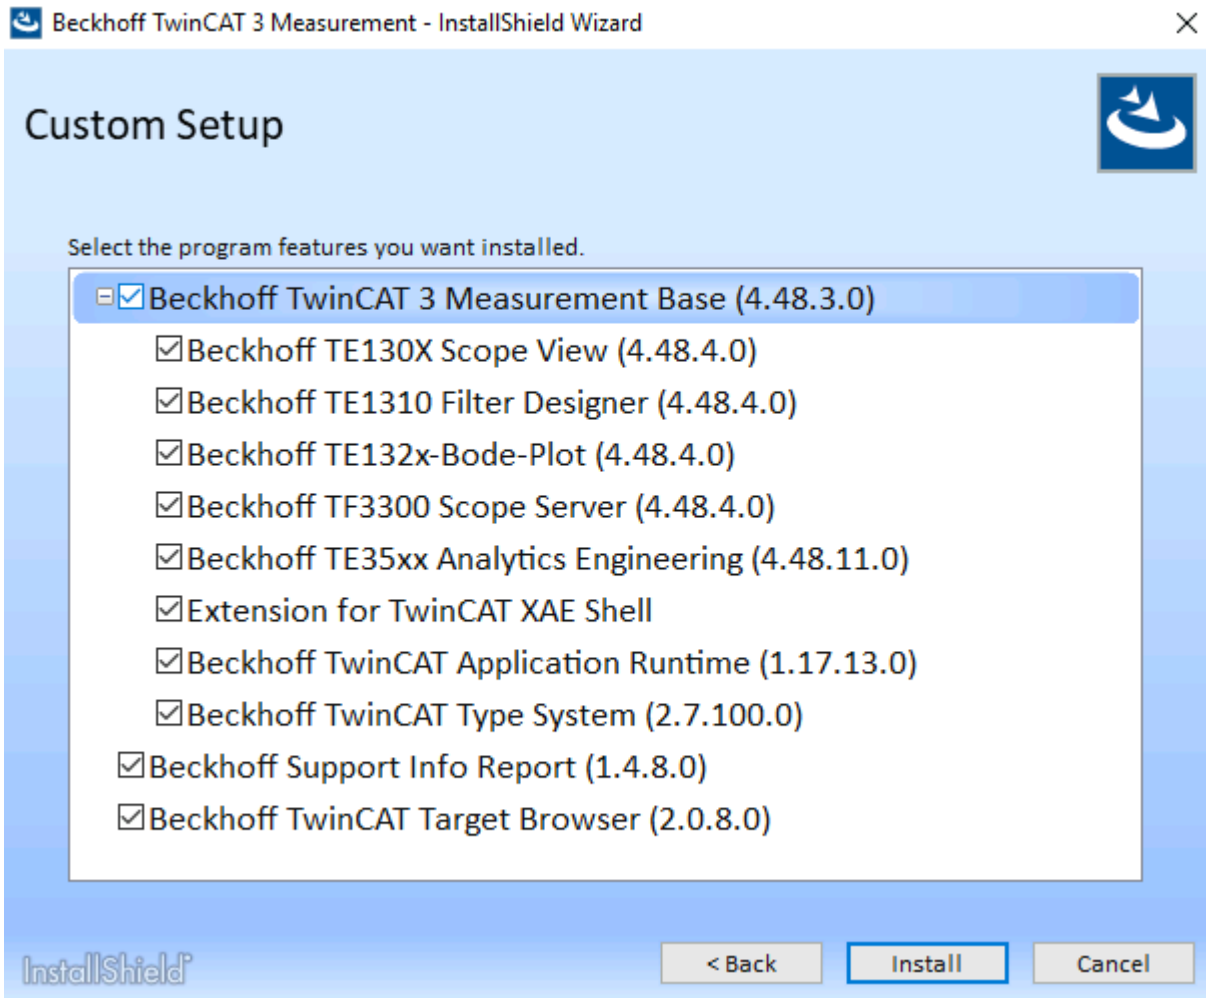 Beckhoff TwinCAT 3 Measurement - InstallShield Wizard
Custom Setup
Select the program features you want installed.
Beckhoff TwinCAT 3 Measurement Base (4.48.3.0)
Beckhoff TE130X Scope View (4.48.4.0)
Beckhoff TE1310 Filter Designer (4.48.4.0)
Beckhoff TE132x-Bode-Plot (4.48.4.0)
Beckhoff TF3300 Scope Server (4.48.4.0)
Beckhoff TE35xx Analytics Engineering (4.48.11.0)
Extension for TwinCAT XAE Shell
Beckhoff TwinCAT Application Runtime (1.17.13.0)
Beckhoff TwinCAT Type System (2.7.100.0)
Beckhoff Support Info Report (1.4.8.0)
Beckhoff TwinCAT Target Browser (2.0.8.0)
InstallShield
< Back
Install
Cancel